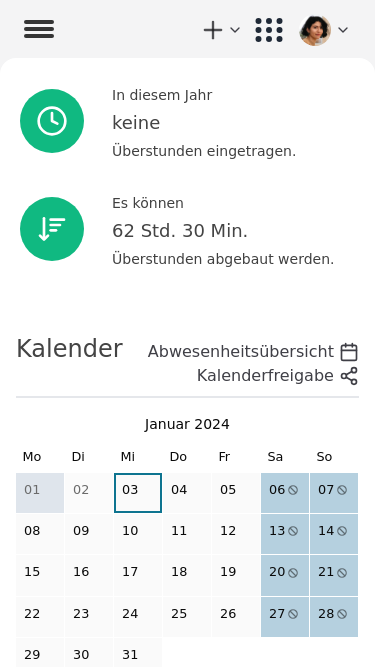 In diesem Jahr
keine
Überstunden eingetragen.
Es können
62 Std. 30 Min.
Überstunden abgebaut werden.
Kalender
Abwesenheitsübersicht
Kalenderfreigabe
Januar 2024
Mo Di Mi Do Fr Sa So
01 02 03 04 05 06 07
08 09 10 11 12 13 14
15 16 17 18 19 20 21
22 23 24 25 26 27 28
29 30 31